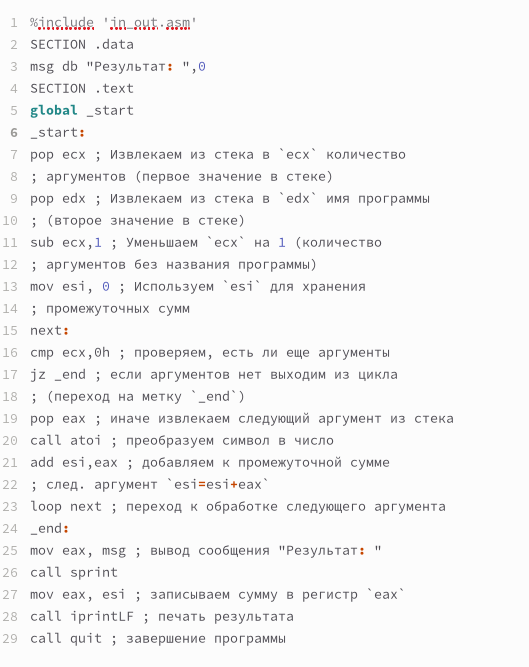 1 %include 'in_out.asm'
2 SECTION .data
3 msg db "Результат: ",0
4 SECTION .text
5 global _start
6 _start:
7 pop ecx ; Извлекаем из стека в `ecx` количество
8 ; аргументов (первое значение в стеке)
9 pop edx ; Извлекаем из стека в `edx` имя программы
10 ; (второе значение в стеке)
11 sub ecx,1 ; Уменьшаем `ecx` на 1 (количество
12 ; аргументов без названия программы)
13 mov esi, 0 ; Используем `esi` для хранения
14 ; промежуточных сумм
15 next:
16 cmp ecx,0h ; проверяем, есть ли еще аргументы
17 jz _end ; если аргументов нет выходим из цикла
18 ; (переход на метку `_end`)
19 pop eax ; иначе извлекаем следующий аргумент из стека
20 call atoi ; преобразуем символ в число
21 add esi,eax ; добавляем к промежуточной сумме
22 ; след. аргумент `esi=esi+eax`
23 loop next ; переход к обработке следующего аргумента
24 _end:
25 mov eax, msg ; вывод сообщения "Результат: "
26 call sprint
27 mov eax, esi ; записываем сумму в регистр `eax`
28 call iprintLF ; печать результата
29 call quit ; завершение программы